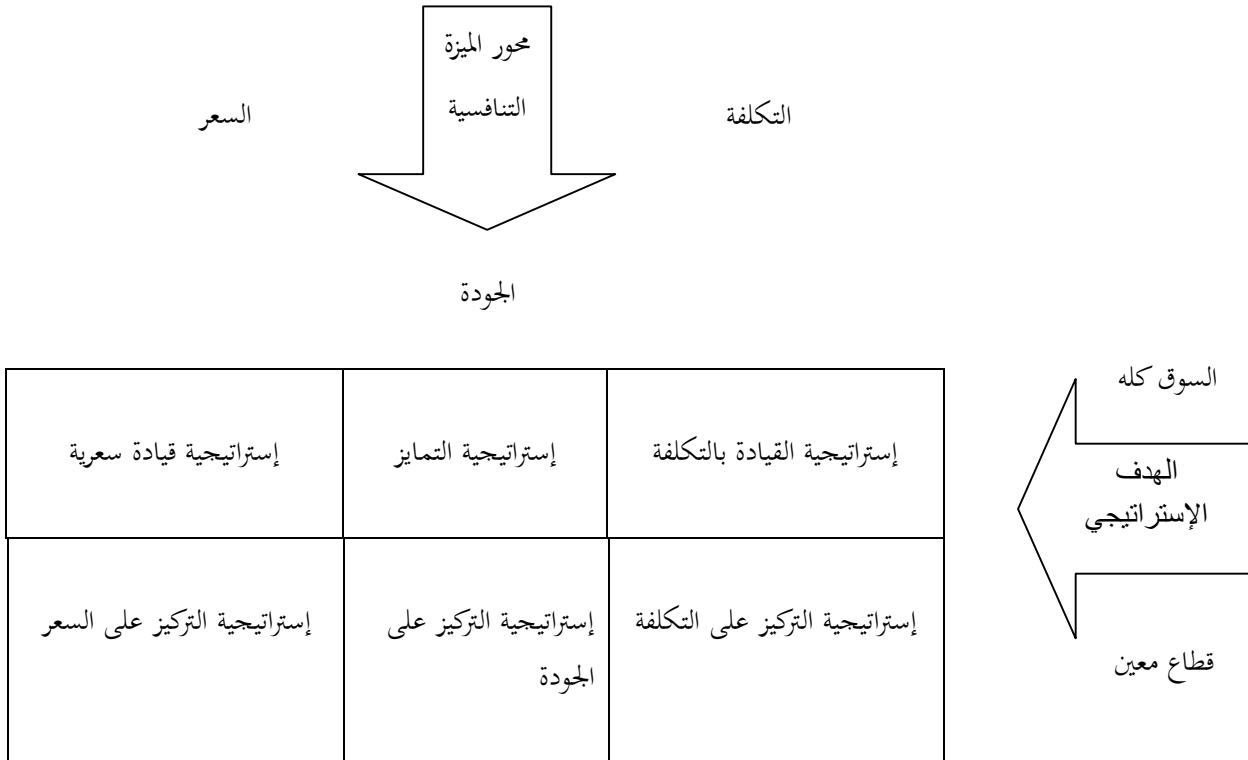 محور الميزة
التنافسية
التكلفة
السعر
الجودة
السوق كله
الهدف
الإستراتيجي
قطاع معين
إستراتيجية القيادة بالتكلفة
إستراتيجية التمايز
إستراتيجية قيادة سعرية
إستراتيجية التركيز على التكلفة
إستراتيجية التركيز على
الجودة
إستراتيجية التركيز على السعر